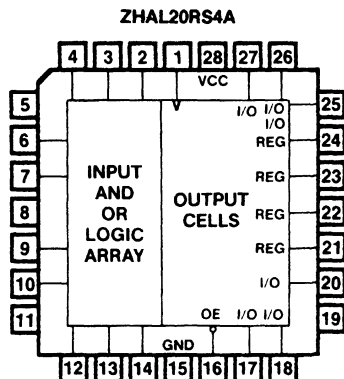 ZHAL20RS4A
4 3 2 1 28 27 26
VCC
5 I/O I/O 25
I/O
6 REG 24
7 INPUT AND OR LOGIC ARRAY REG 23
8 OUTPUT CELLS REG 22
9 REG 21
10 I/O 20
11 OE I/O I/O 19
GND
12 13 14 15 16 17 18